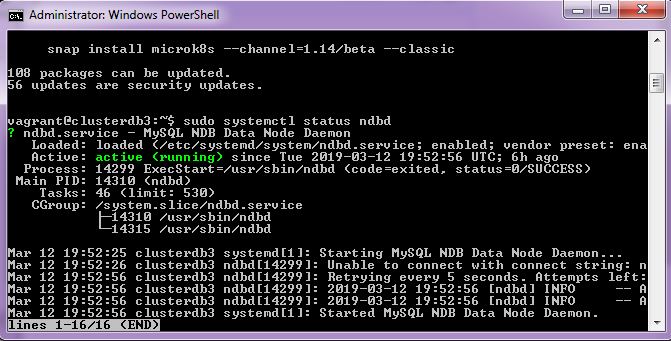 Administrator: Windows PowerShell
snap install microk8s --channel=1.14/beta --classic
108 packages can be updated.
56 updates are security updates.
vagrant@clusterdb3:~$ sudo systemctl status ndbd
? ndbd.service - MySQL NDB Data Node Daemon
Loaded: loaded (/etc/systemd/system/ndbd.service; enabled; vendor preset: ena
Active: active (running) since Tue 2019-03-12 19:52:56 UTC; 6h ago
Process: 14299 ExecStart=/usr/sbin/ndbd (code=exited, status=0/SUCCESS)
Main PID: 14310 (ndbd)
Tasks: 46 (limit: 530)
CGroup: /system.slice/ndbd.service
├─14310 /usr/sbin/ndbd
└─14315 /usr/sbin/ndbd
Mar 12 19:52:25 clusterdb3 systemd[1]: Starting MySQL NDB Data Node Daemon...
Mar 12 19:52:26 clusterdb3 ndbd[14299]: Unable to connect with connect string: n
Mar 12 19:52:56 clusterdb3 ndbd[14299]: Retrying every 5 seconds. Attempts left:
Mar 12 19:52:56 clusterdb3 ndbd[14299]: 2019-03-12 19:52:56 [ndbd] INFO     -- A
Mar 12 19:52:56 clusterdb3 ndbd[14299]: 2019-03-12 19:52:56 [ndbd] INFO     -- A
Mar 12 19:52:56 clusterdb3 systemd[1]: Started MySQL NDB Data Node Daemon.
lines 1-16/16 (END)